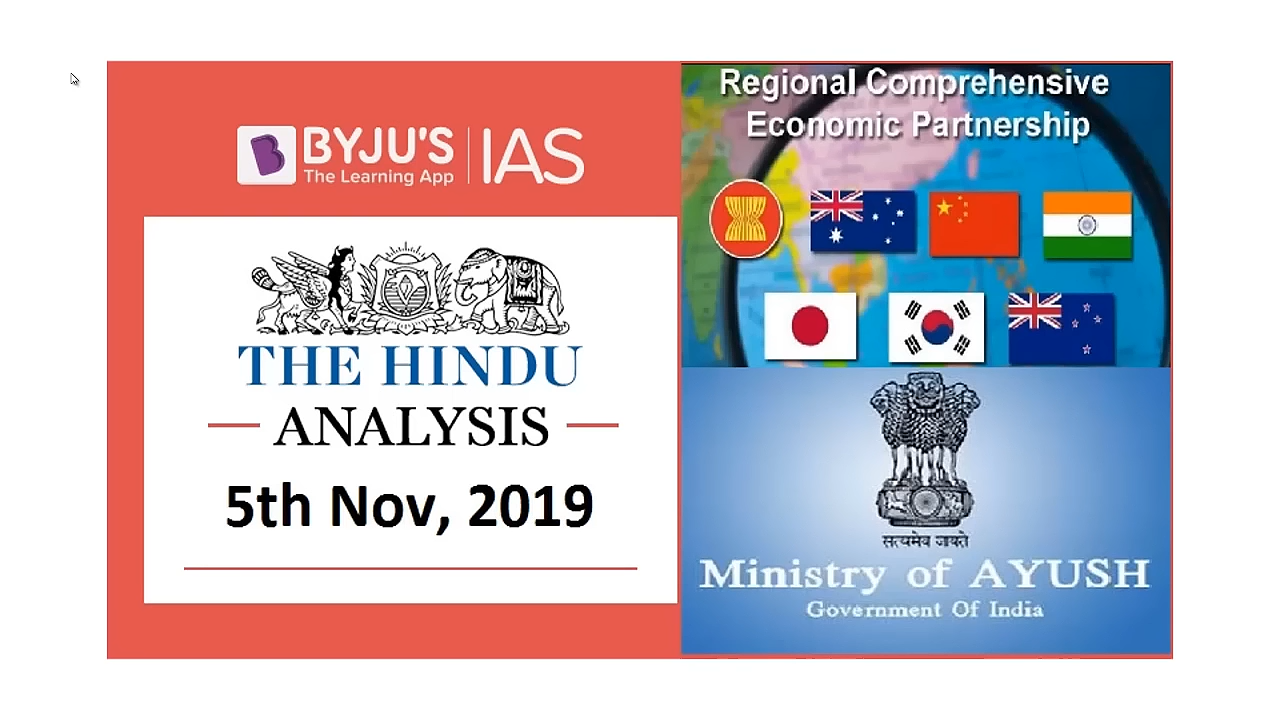 BYJU'S IAS
The Learning App
THE HINDU
ANALYSIS
5th Nov, 2019
Regional Comprehensive
Economic Partnership
सत्यमेव जयते
Ministry of AYUSH
Government Of India